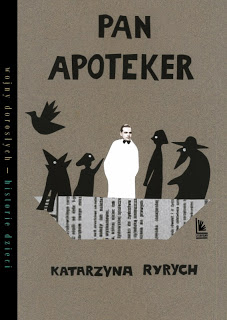 PAN
APOTEKER
KATARZYNA RYRYCH
wojny dorosłych – historie dzieci